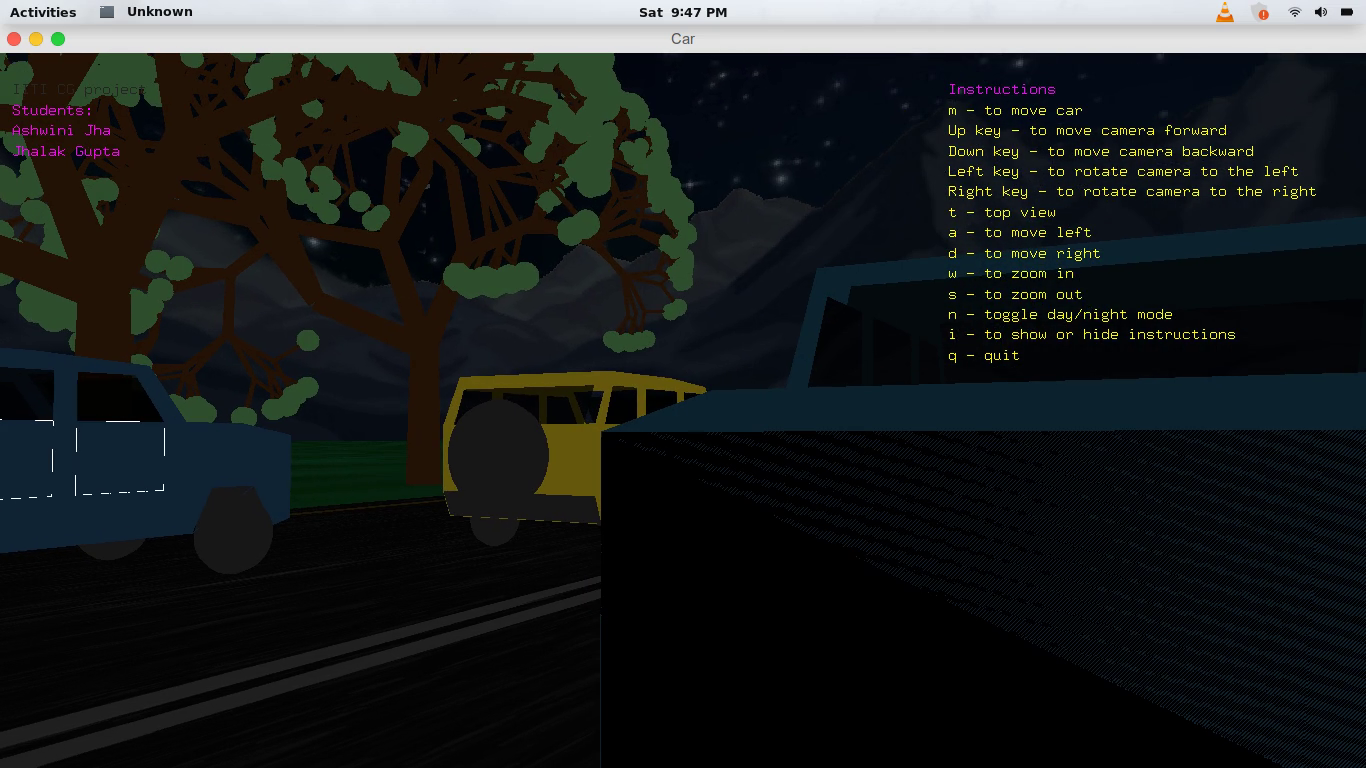 Activities Unknown Sat 9:47 PM
Car
IITI CG project
Students:
Ashwini Jha
Jhalak Gupta
Instructions
m - to move car
Up key - to move camera forward
Down key - to move camera backward
Left key - to rotate camera to the left
Right key - to rotate camera to the right
t - top view
a - to move left
d - to move right
w - to zoom in
s - to zoom out
n - toggle day/night mode
i - to show or hide instructions
q - quit